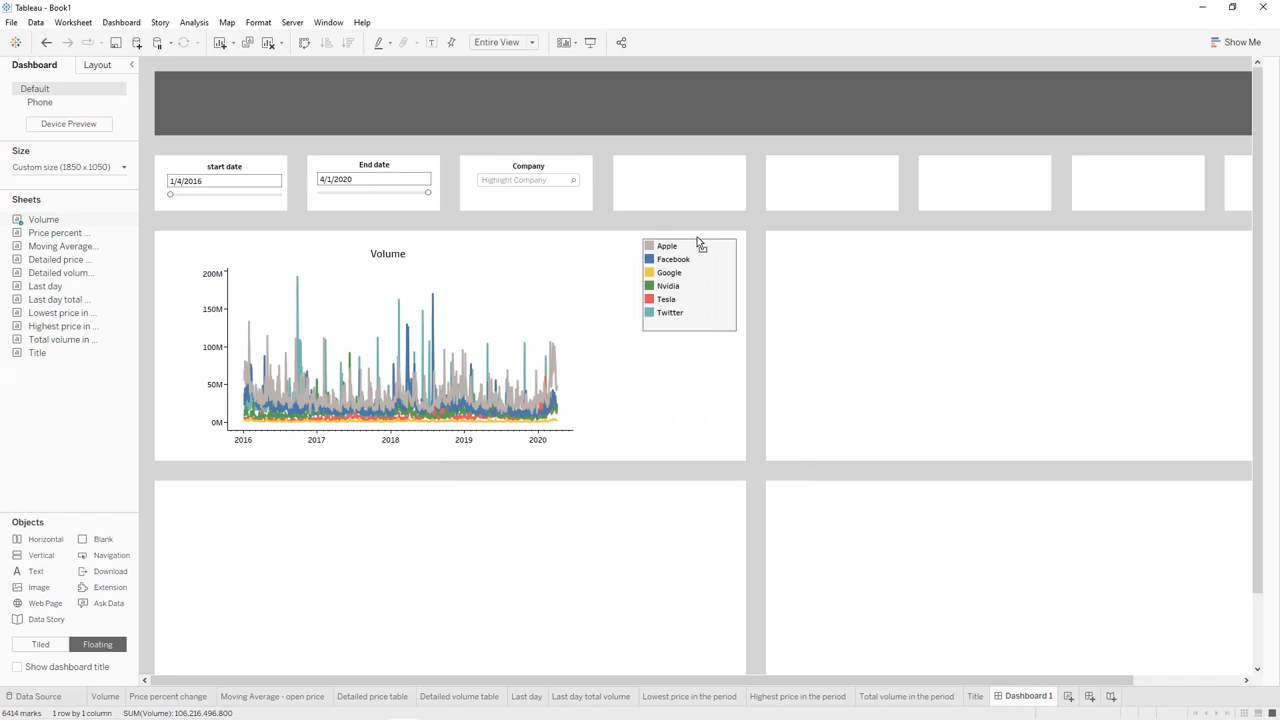 Tableau - Book1
File Data Worksheet Dashboard Story Analysis Map Format Server Window Help
Entire View
Show Me
Dashboard Layout
Default
Phone
Device Preview
Size
Custom size (1850 x 1050)
Sheets
Volume
Price percent ...
Moving Average...
Detailed price ...
Detailed volum...
Last day
Last day total ...
Lowest price in ...
Highest price in ...
Total volume in ...
Title
Objects
Horizontal Blank
Vertical Navigation
Text Download
Image Extension
Web Page Ask Data
Data Story
Tiled Floating
Show dashboard title
start date
1/4/2016
End date
4/1/2020
Company
Highlight Company
Volume
200M
150M
100M
50M
0M
2016 2017 2018 2019 2020
Apple
Facebook
Google
Nvidia
Tesla
Twitter
Data Source Volume Price percent change Moving Average - open price Detailed price table Detailed volume table Last day Last day total volume Lowest price in the period Highest price in the period Total volume in the period Title Dashboard 1
6414 marks 1 row by 1 column SUM(Volume): 106,216,496,800